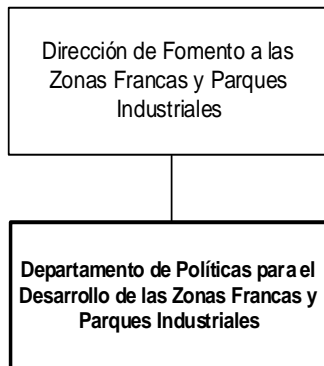 Dirección de Fomento a las
Zonas Francas y Parques
Industriales
Departamento de Políticas para el
Desarrollo de las Zonas Francas y
Parques Industriales